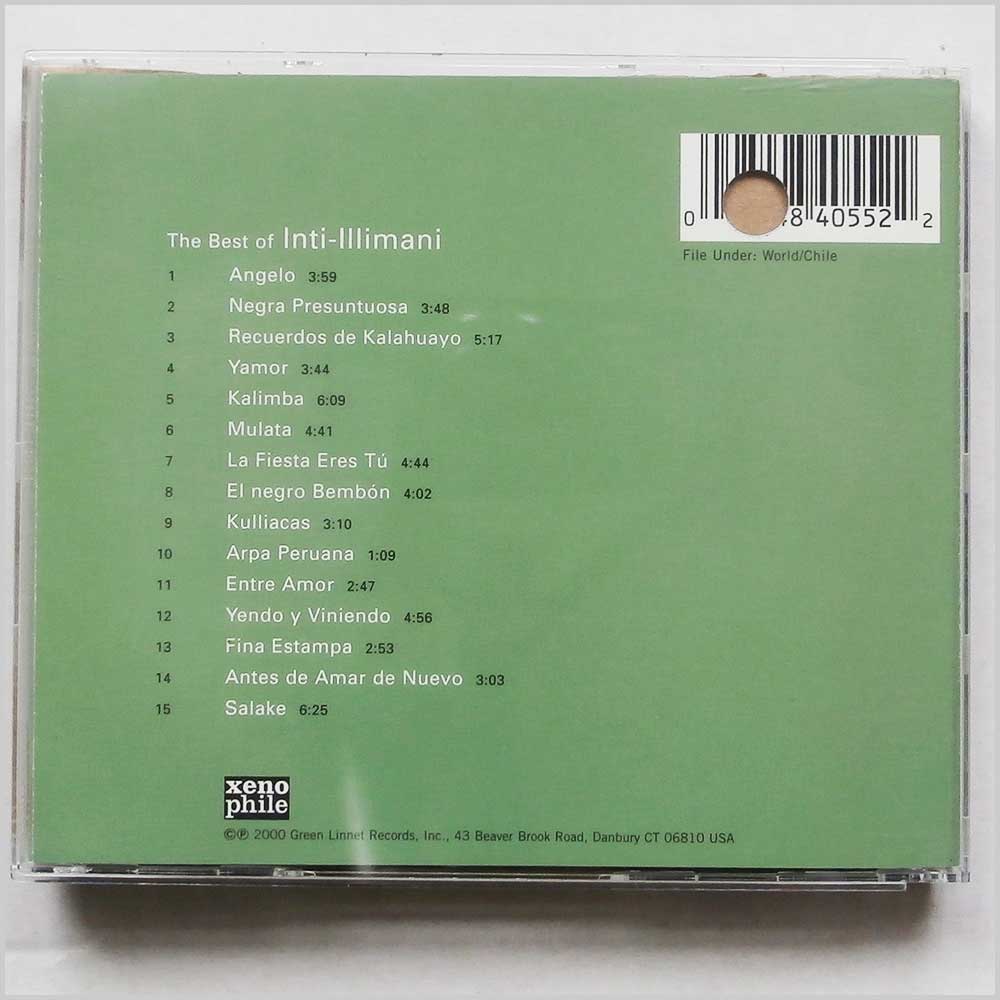 0 48 40552 2
File Under: World/Chile
The Best of Inti-Illimani
1 Angelo 3:59
2 Negra Presuntuosa 3:48
3 Recuerdos de Kalahuayo 5:17
4 Yamor 3:44
5 Kalimba 6:09
6 Mulata 4:41
7 La Fiesta Eres Tú 4:44
8 El negro Bembón 4:02
9 Kulliacas 3:10
10 Arpa Peruana 1:09
11 Entre Amor 2:47
12 Yendo y Viniendo 4:56
13 Fina Estampa 2:53
14 Antes de Amar de Nuevo 3:03
15 Salake 6:25
xeno
phile
©℗ 2000 Green Linnet Records, Inc., 43 Beaver Brook Road, Danbury CT 06810 USA